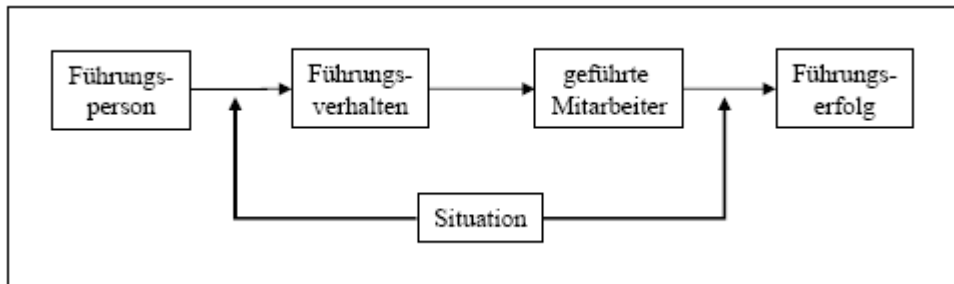 Führungs-
person
Führungs-
verhalten
geführte
Mitarbeiter
Führungs-
erfolg
Situation